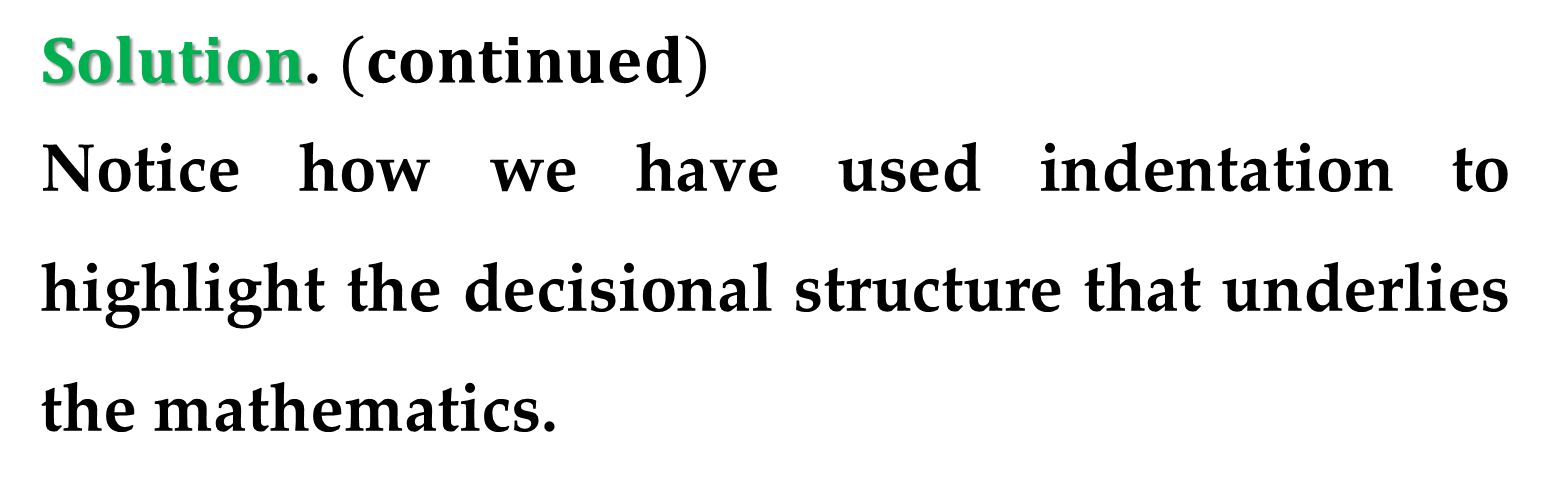 Solution. (continued)
Notice how we have used indentation to
highlight the decisional structure that underlies
the mathematics.